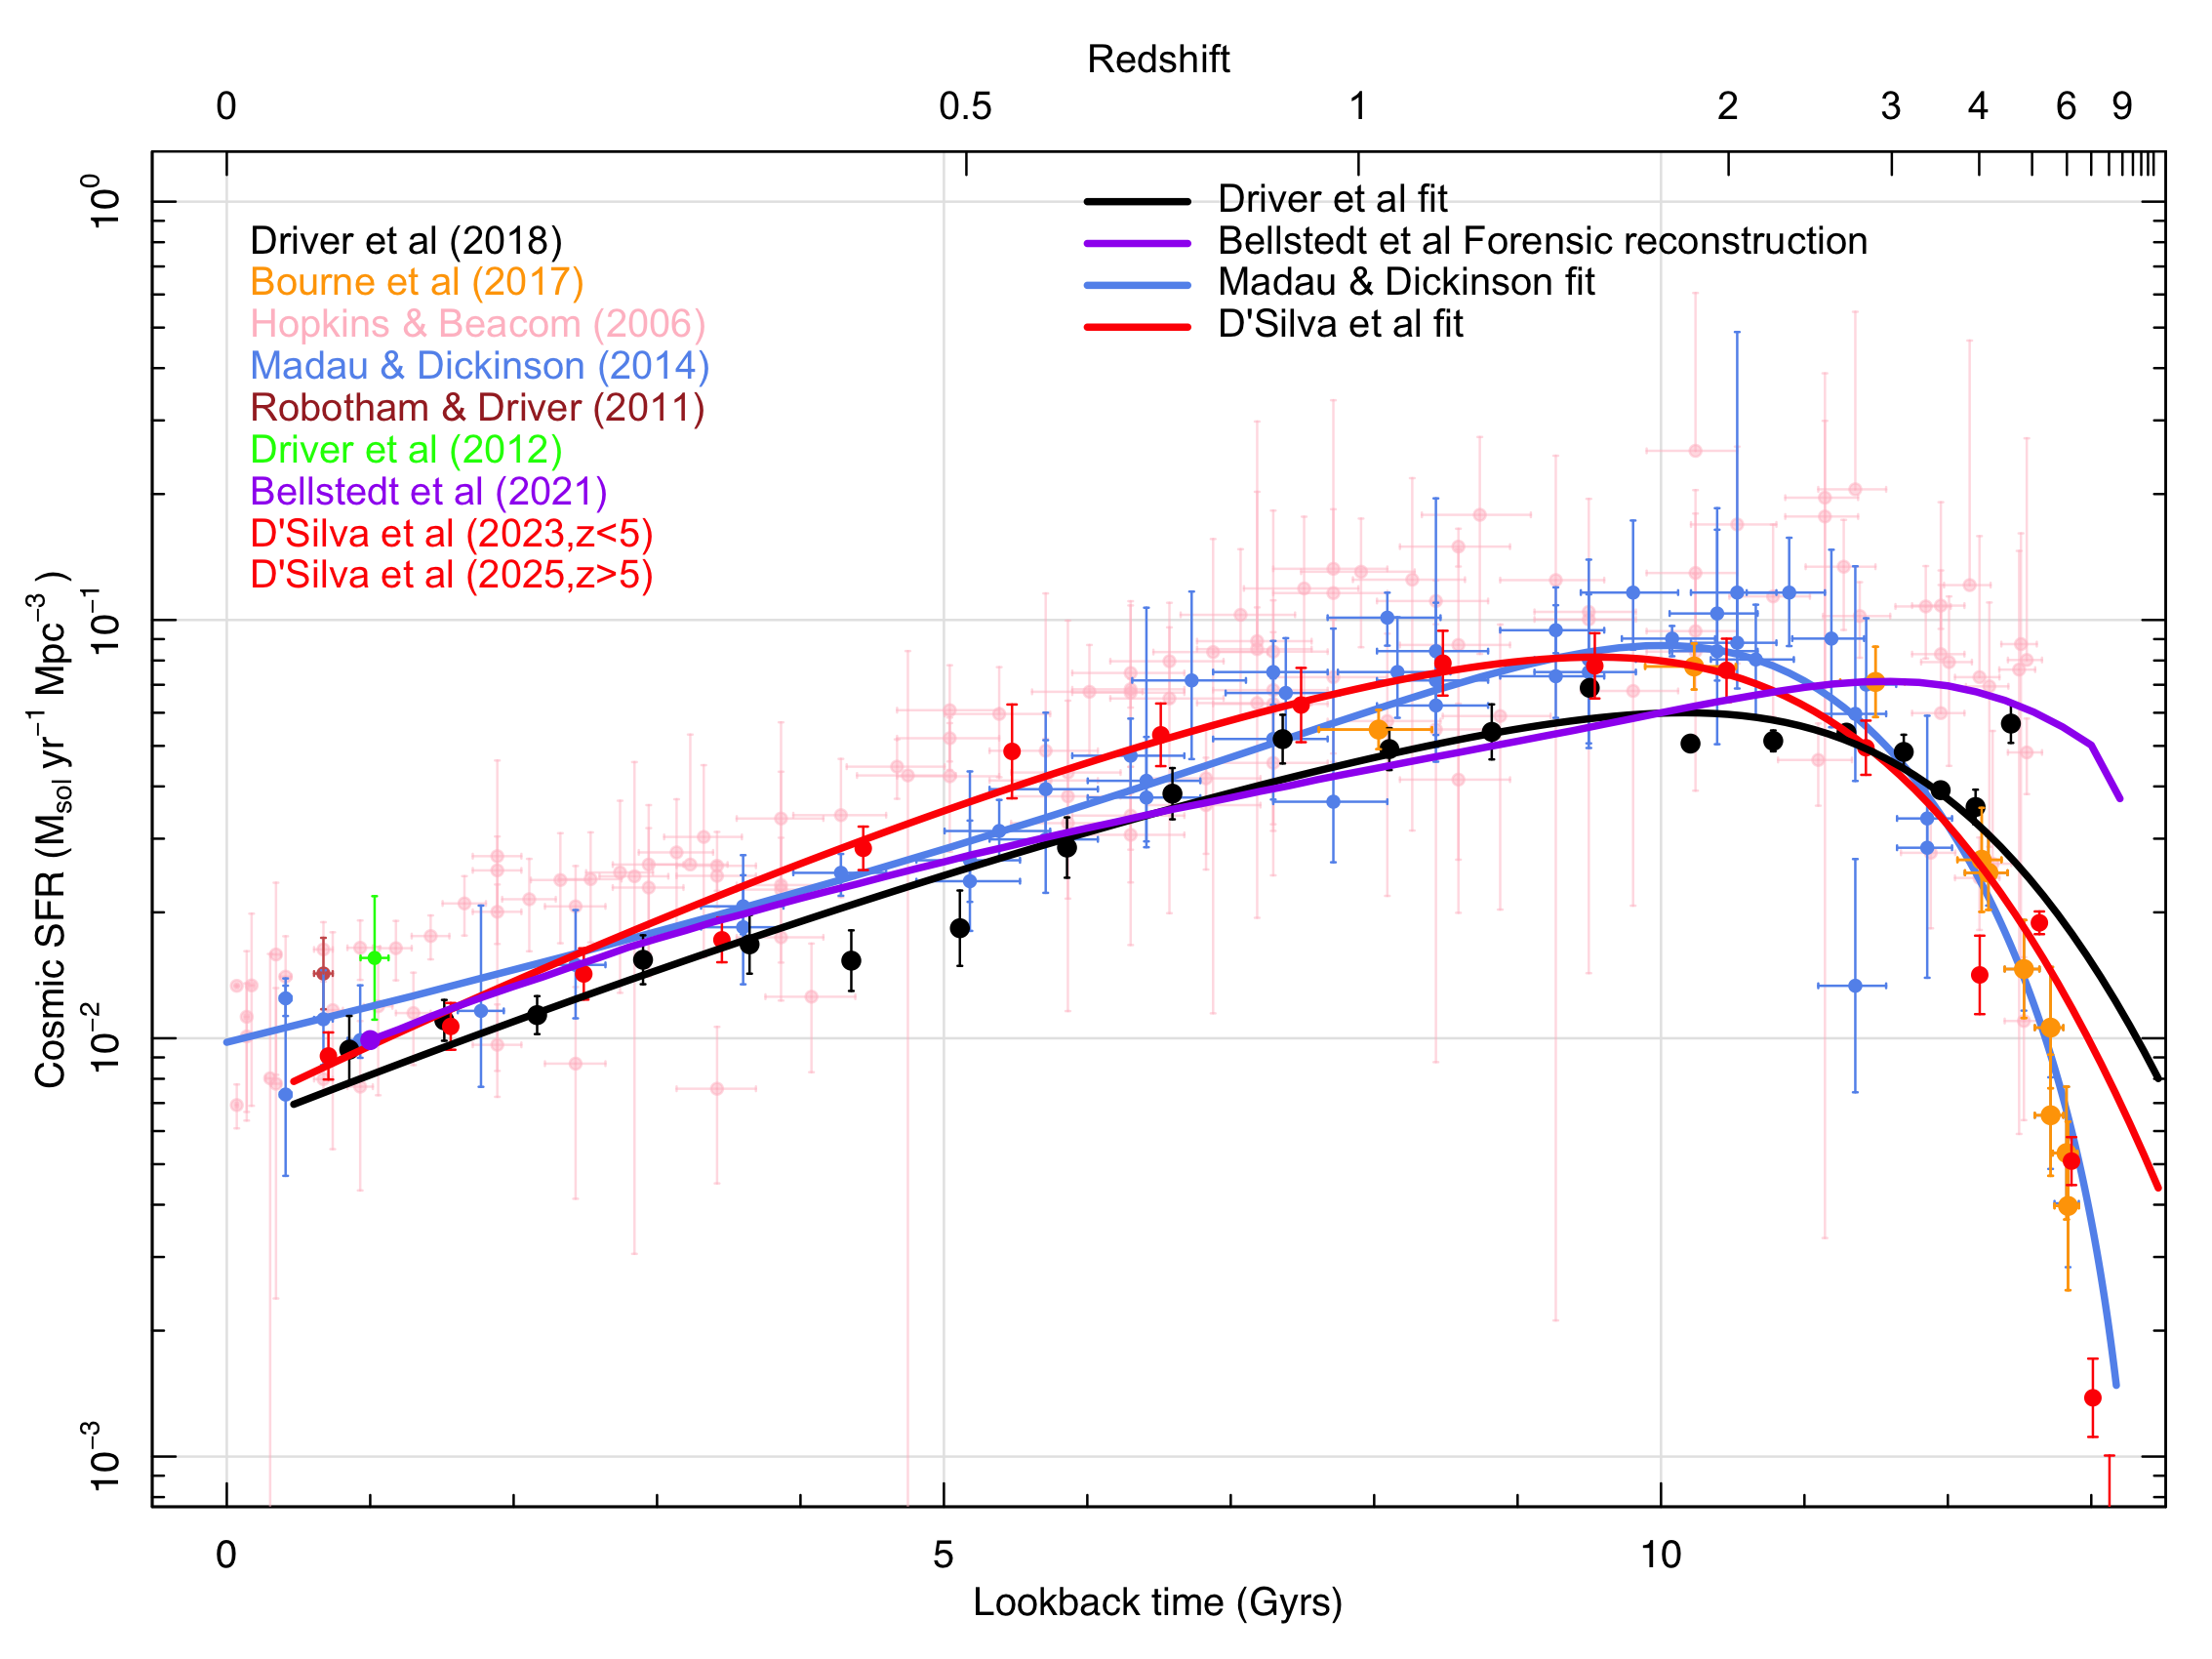 Redshift
0 0.5 1 2 3 4 6 9
Driver et al fit
Bellstedt et al Forensic reconstruction
Madau & Dickinson fit
D'Silva et al fit
Driver et al (2018)
Bourne et al (2017)
Hopkins & Beacom (2006)
Madau & Dickinson (2014)
Robotham & Driver (2011)
Driver et al (2012)
Bellstedt et al (2021)
D'Silva et al (2023,z<5)
D'Silva et al (2025,z>5)
10⁰
10⁻¹
10⁻²
10⁻³
Cosmic SFR (Msol yr⁻¹ Mpc⁻³)
0 5 10
Lookback time (Gyrs)